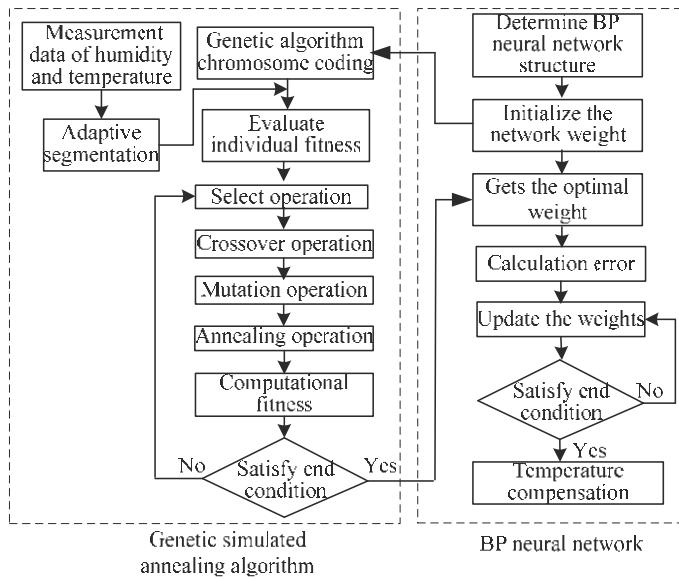 Measurement
data of humidity
and temperature
Adaptive
segmentation
Genetic algorithm
chromosome coding
Evaluate
individual fitness
Select operation
Crossover operation
Mutation operation
Annealing operation
Computational
fitness
Satisfy end
condition
No
Yes
Genetic simulated
annealing algorithm
Determine BP
neural network
structure
Initialize the
network weight
Gets the optimal
weight
Calculation error
Update the weights
Satisfy end
condition
No
Yes
Temperature
compensation
BP neural network